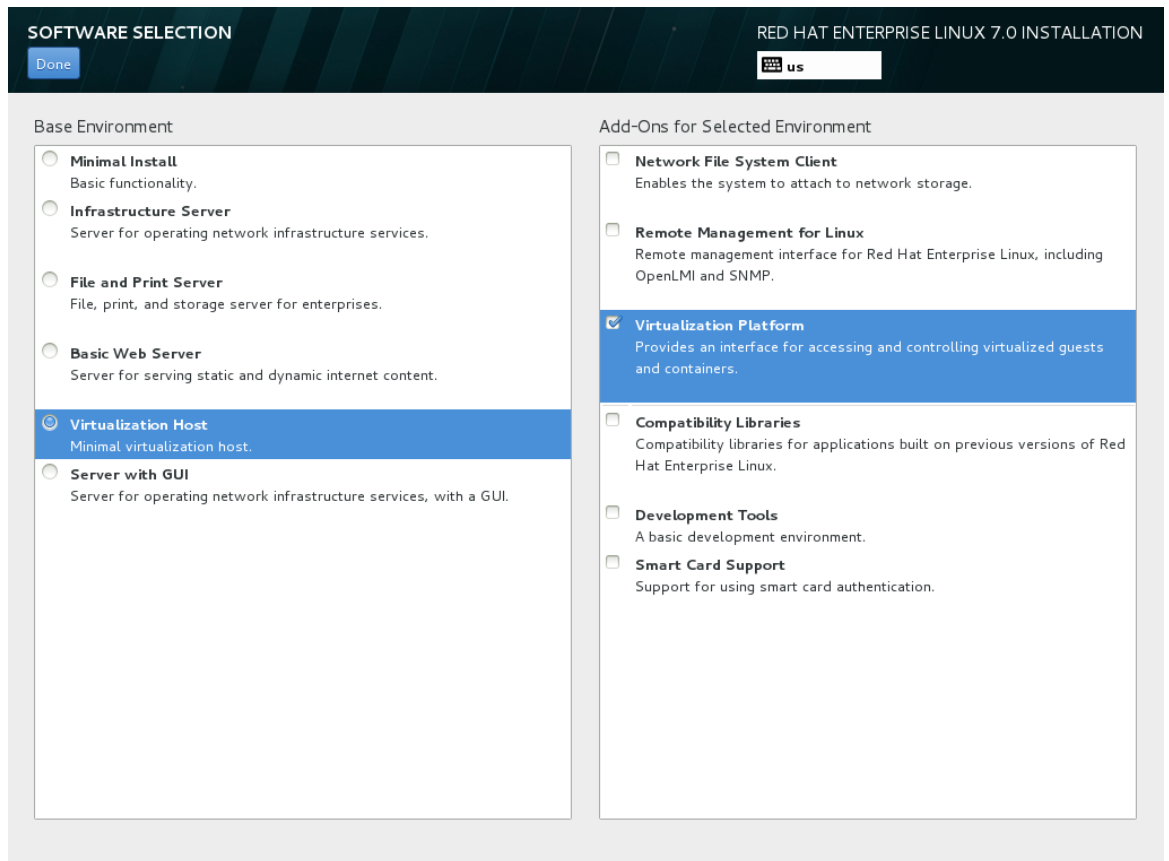 SOFTWARE SELECTION
Done
RED HAT ENTERPRISE LINUX 7.0 INSTALLATION
us
Base Environment
Minimal Install
Basic functionality.
Infrastructure Server
Server for operating network infrastructure services.
File and Print Server
File, print, and storage server for enterprises.
Basic Web Server
Server for serving static and dynamic internet content.
Virtualization Host
Minimal virtualization host.
Server with GUI
Server for operating network infrastructure services, with a GUI.
Add-Ons for Selected Environment
Network File System Client
Enables the system to attach to network storage.
Remote Management for Linux
Remote management interface for Red Hat Enterprise Linux, including
OpenLMI and SNMP.
Virtualization Platform
Provides an interface for accessing and controlling virtualized guests
and containers.
Compatibility Libraries
Compatibility libraries for applications built on previous versions of Red
Hat Enterprise Linux.
Development Tools
A basic development environment.
Smart Card Support
Support for using smart card authentication.